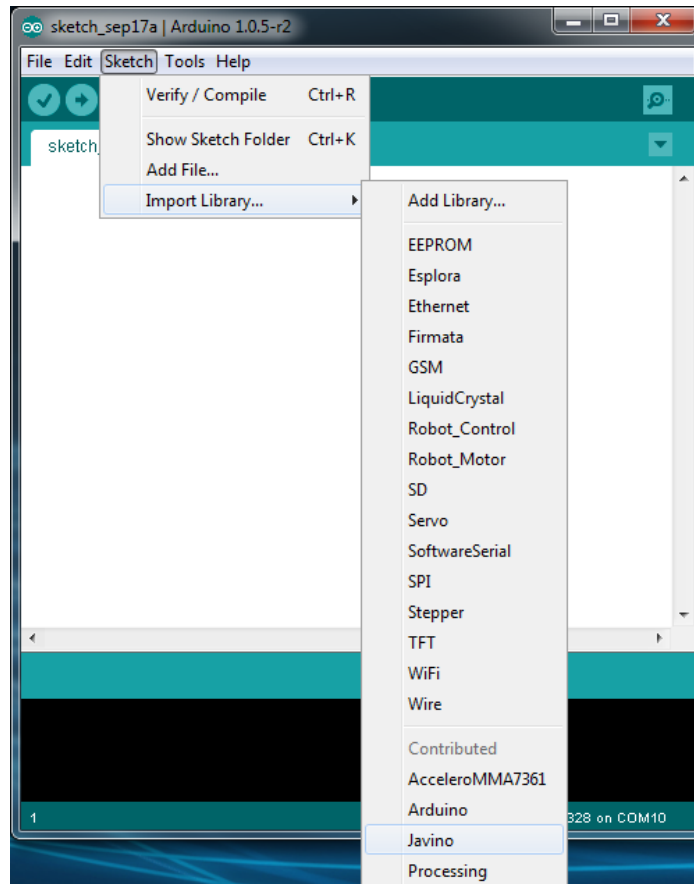 sketch_sep17a | Arduino 1.0.5-r2
File Edit Sketch Tools Help
Verify / Compile Ctrl+R
sketch_
Show Sketch Folder Ctrl+K
Add File...
Import Library...
Add Library...
EEPROM
Esplora
Ethernet
Firmata
GSM
LiquidCrystal
Robot_Control
Robot_Motor
SD
Servo
SoftwareSerial
SPI
Stepper
TFT
WiFi
Wire
Contributed
AcceleroMMA7361
Arduino
1 328 on COM10
Javino
Processing